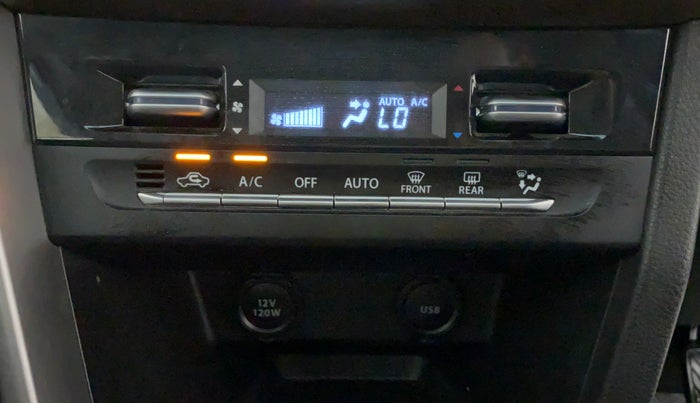 AUTO A/C
LO
A/C OFF AUTO FRONT REAR
12V
120W
USB